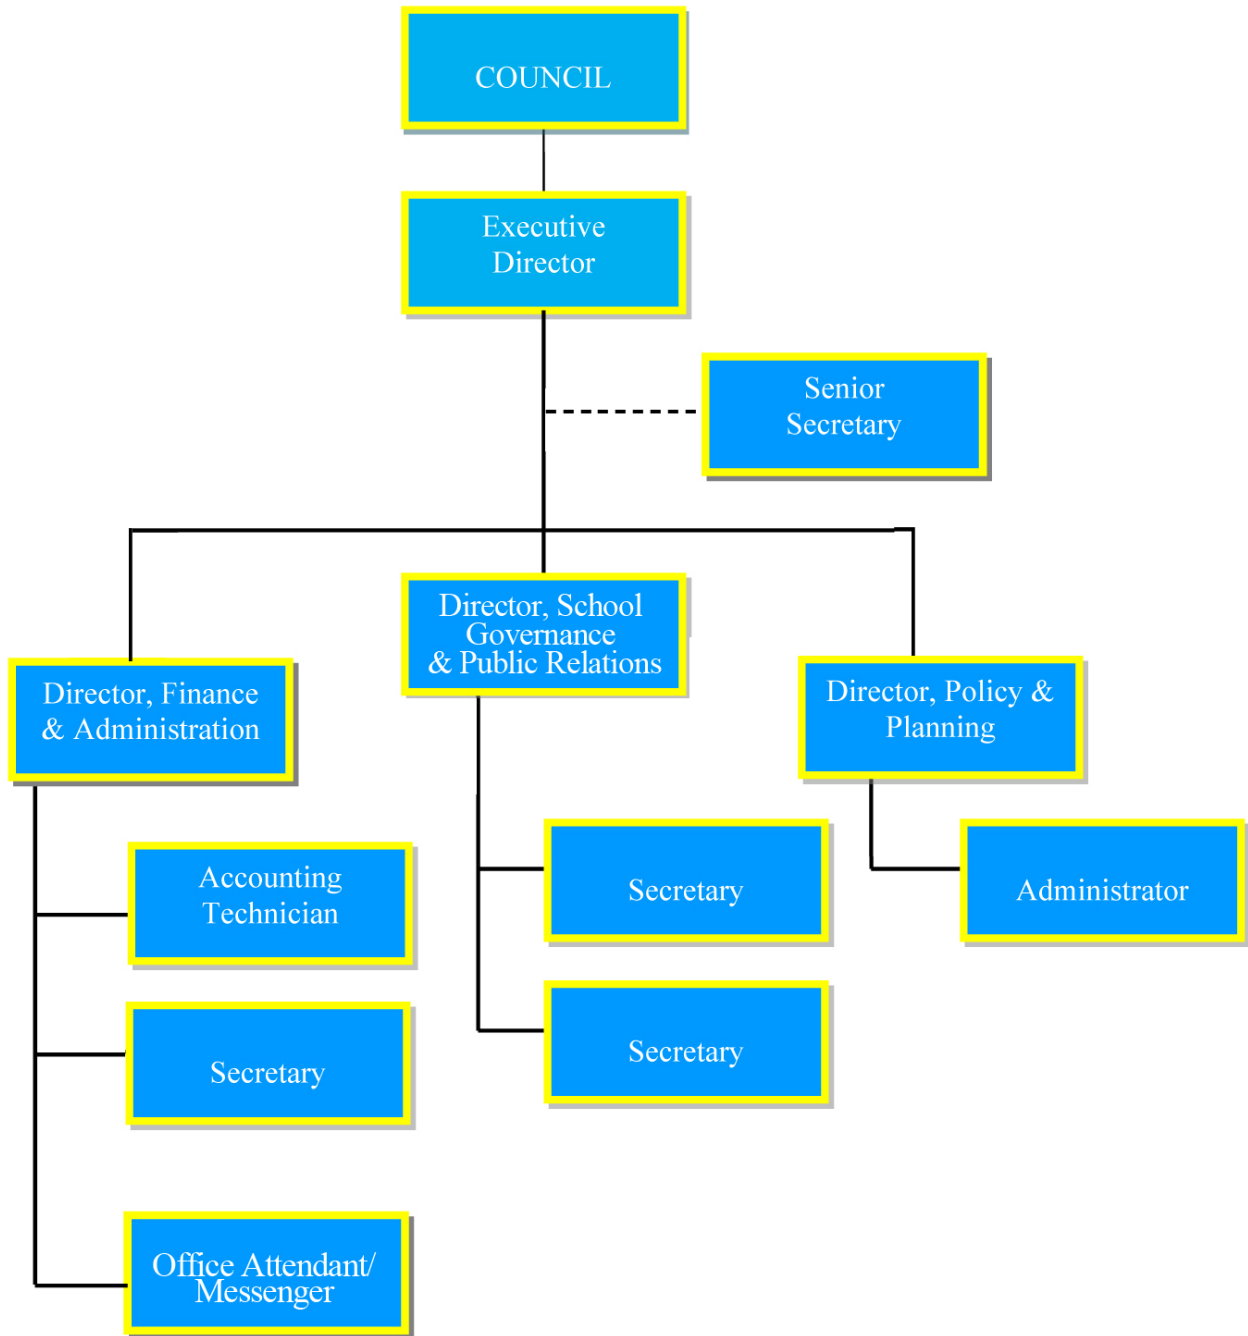 COUNCIL
Executive
Director
Senior
Secretary
Director, School
Governance
& Public Relations
Director, Finance
& Administration
Director, Policy &
Planning
Accounting
Technician
Secretary
Administrator
Secretary
Secretary
Office Attendant/
Messenger